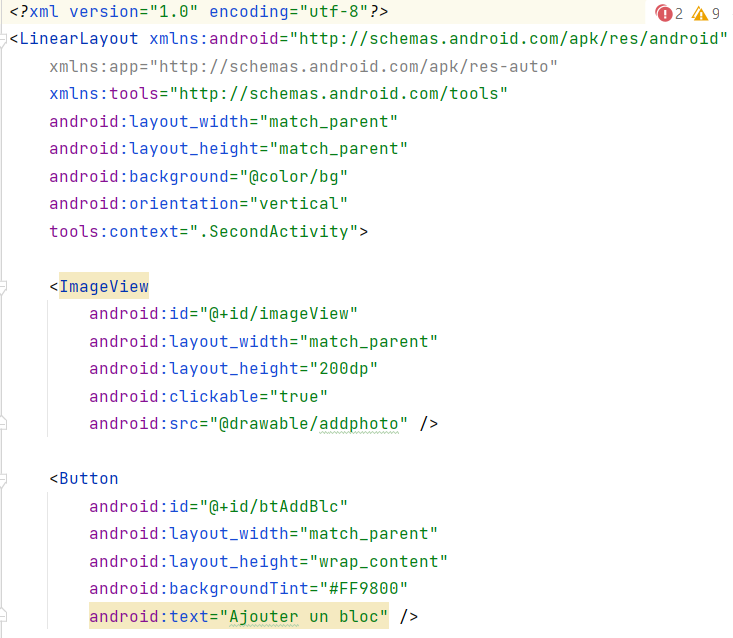 <?xml version="1.0" encoding="utf-8"?> 2 9
<LinearLayout xmlns:android="http://schemas.android.com/apk/res/android"
xmlns:app="http://schemas.android.com/apk/res-auto"
xmlns:tools="http://schemas.android.com/tools"
android:layout_width="match_parent"
android:layout_height="match_parent"
android:background="@color/bg"
android:orientation="vertical"
tools:context=".SecondActivity">
<ImageView
android:id="@+id/imageView"
android:layout_width="match_parent"
android:layout_height="200dp"
android:clickable="true"
android:src="@drawable/addphoto" />
<Button
android:id="@+id/btAddBlc"
android:layout_width="match_parent"
android:layout_height="wrap_content"
android:backgroundTint="#FF9800"
android:text="Ajouter un bloc" />